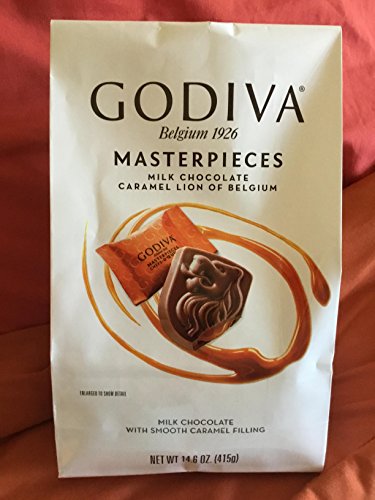 GODIVA®
Belgium 1926
MASTERPIECES
MILK CHOCOLATE
CARAMEL LION OF BELGIUM
GODIVA
MASTERPIECES
ENLARGED TO SHOW DETAIL
MILK CHOCOLATE
WITH SMOOTH CARAMEL FILLING
NET WT 14.6 OZ. (415g)